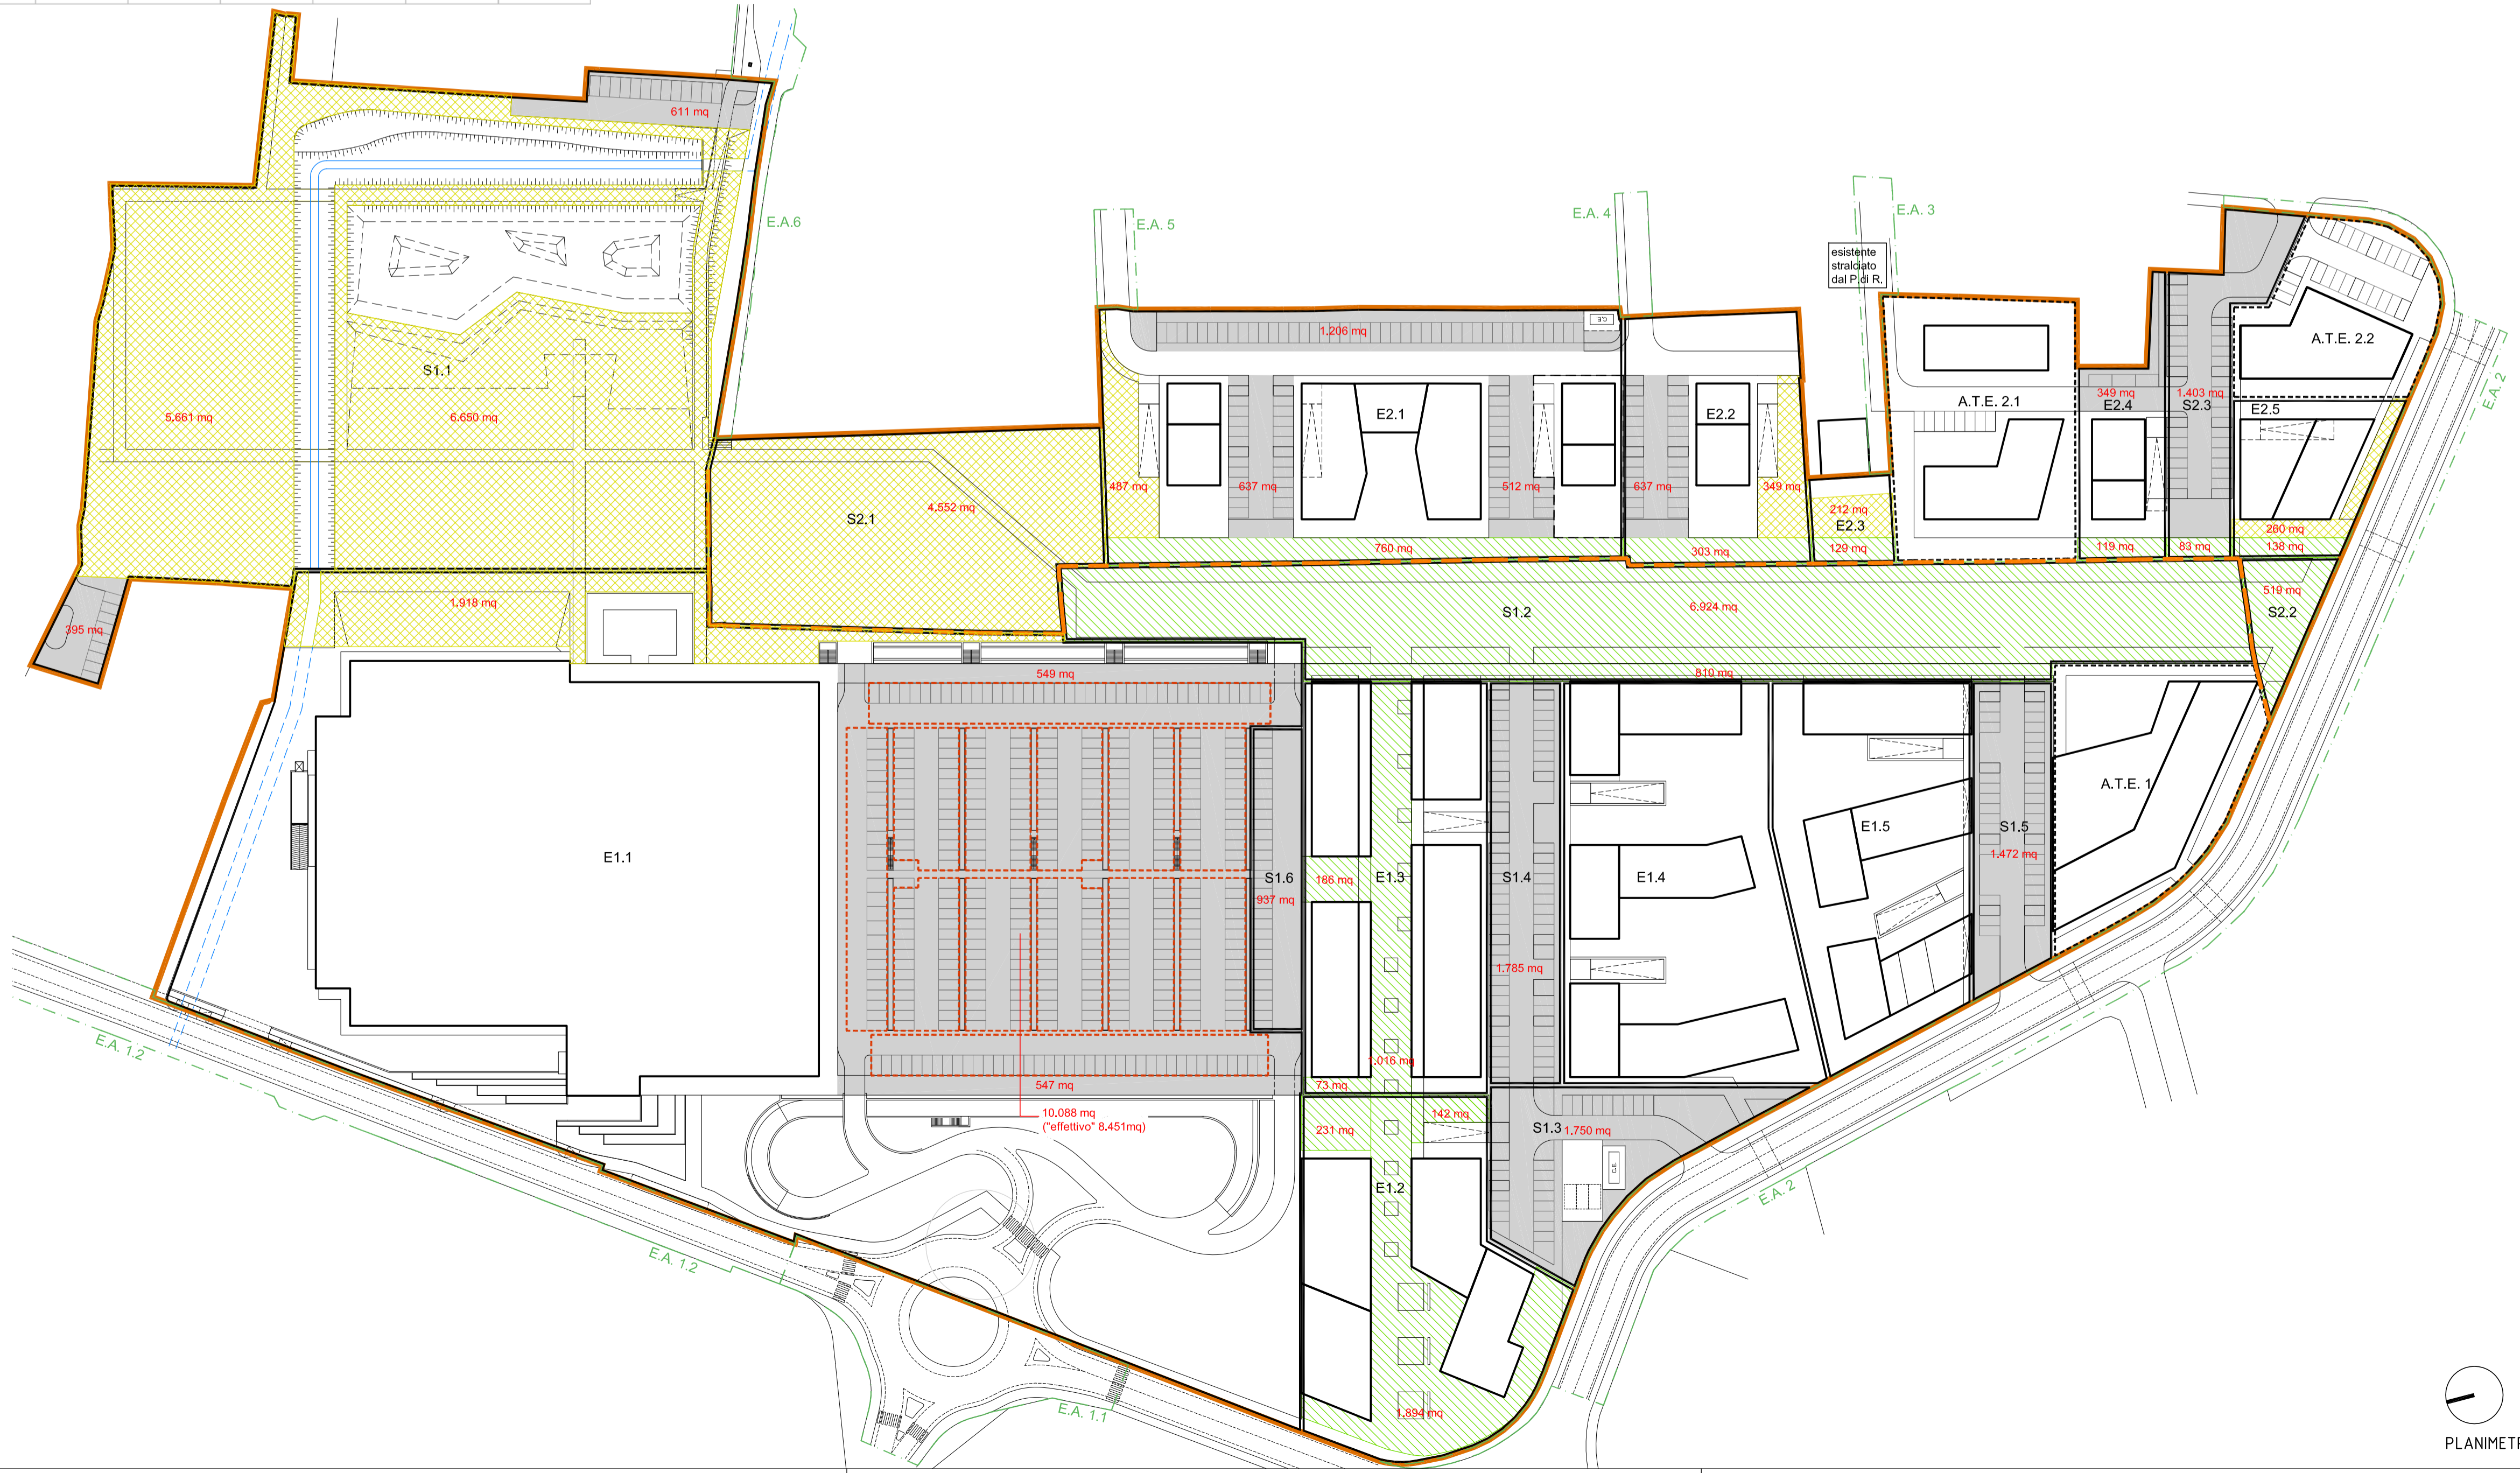 611 mq
E.A.6
E.A. 5
E.A. 4
E.A. 3
esistente
stralciato
dal P.di R.
C.E.
1.206 mq
A.T.E. 2.2
E.A. 2
S1.1
5.661 mq
6.650 mq
E2.1
E2.2
A.T.E. 2.1
349 mq
E2.4
1.403 mq
S2.3
E2.5
487 mq
637 mq
512 mq
637 mq
349 mq
S2.1
4.552 mq
212 mq
E2.3
129 mq
760 mq
303 mq
119 mq
83 mq
260 mq
138 mq
1.918 mq
395 mq
S1.2
6.924 mq
519 mq
S2.2
549 mq
810 mq
A.T.E. 1
E1.1
E1.5
S1.5
1.472 mq
S1.6
937 mq
186 mq
E1.3
S1.4
E1.4
1.785 mq
E.A. 1.2
547 mq
73 mq
1.016 mq
10.088 mq
("effettivo" 8.451mq)
231 mq
142 mq
S1.3
1.750 mq
C.E.
E1.2
E.A. 2
E.A. 1.2
E.A. 1.1
1.894 mq
PLANIMETR